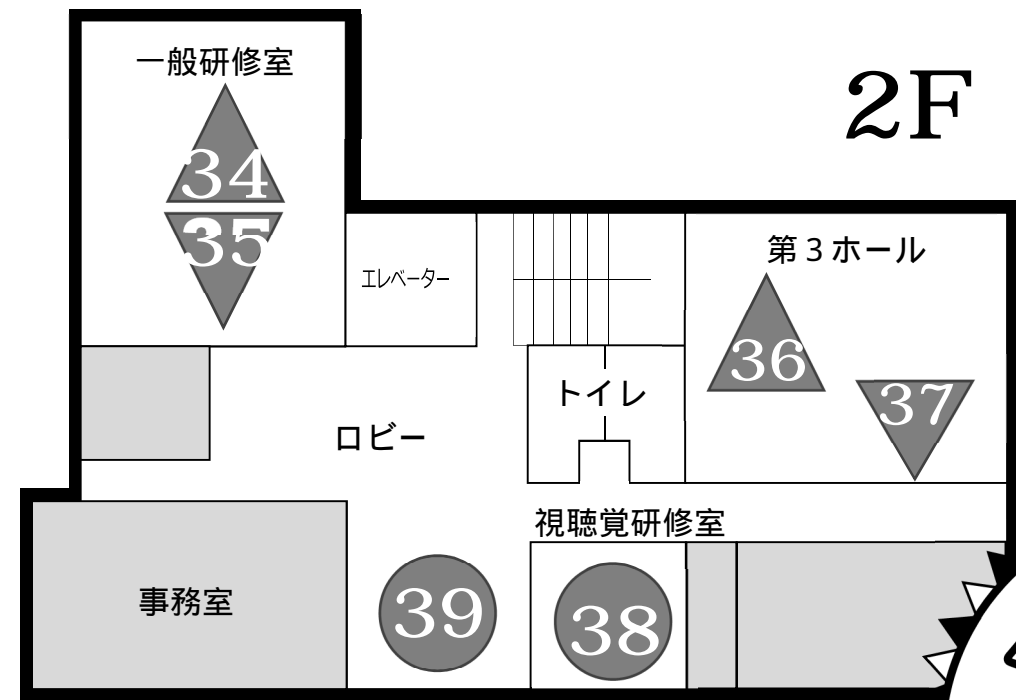 2F
一般研修室
34
35
エレベーター
第3ホール
36
37
トイレ
ロビー
視聴覚研修室
事務室
39
38